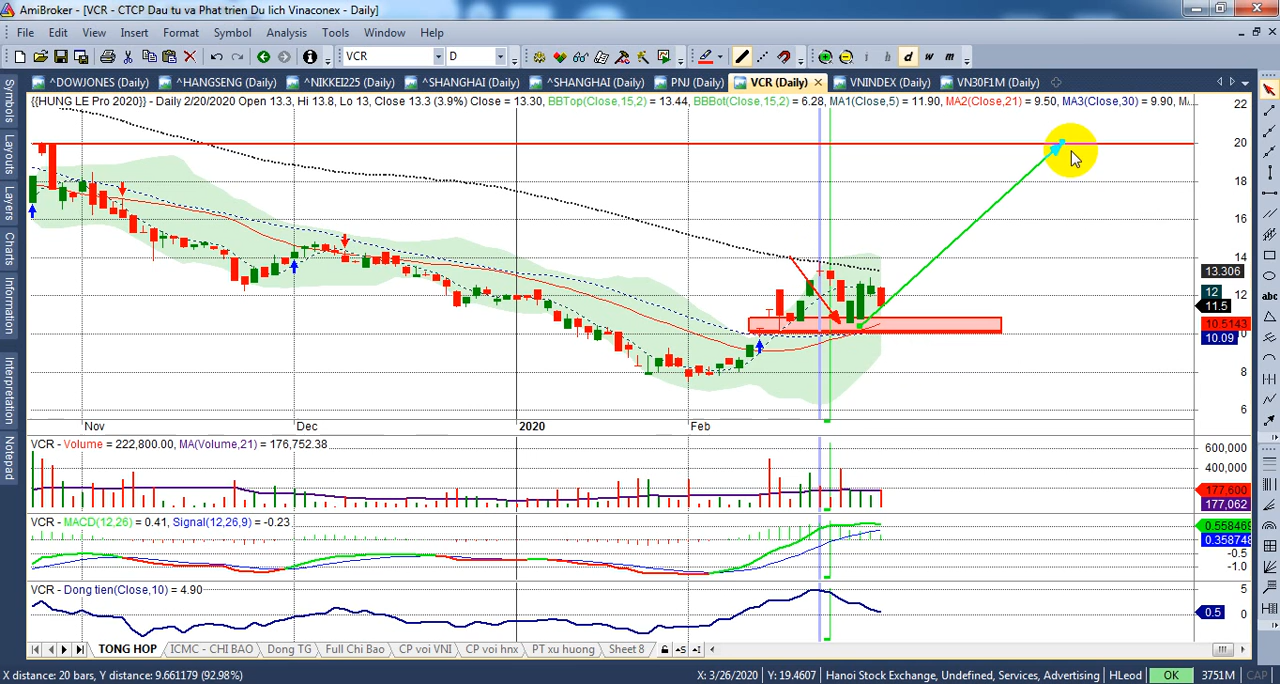 AmiBroker - [VCR - CTCP Dau tu va Phat trien Du lich Vinaconex - Daily]
File Edit View Insert Format Symbol Analysis Tools Window Help
VCR D i h d w m
^DOWJONES (Daily) ^HANGSENG (Daily) ^NIKKEI225 (Daily) ^SHANGHAI (Daily) ^SHANGHAI (Daily) PNJ (Daily) VCR (Daily) VNINDEX (Daily) VN30F1M (Daily)
Symbols
Layouts
Layers
Charts
Information
Interpretation
Notepad
{{HUNG LE Pro 2020}} - Daily 2/20/2020 Open 13.3, Hi 13.8, Lo 13, Close 13.3 (3.9%) Close = 13.30, BBTop(Close,15,2) = 13.44, BBBot(Close,15,2) = 6.28, MA1(Close,5) = 11.90, MA2(Close,21) = 9.50, MA3(Close,30) = 9.90,
22
20
18
16
14
13.306
12
12
11.5
10.5143
10.09
8
6
Nov Dec 2020 Feb
VCR - Volume = 222,800.00, MA(Volume,21) = 176,752.38
600,000
400,000
177,600
177,062
VCR - MACD(12,26) = 0.41, Signal(12,26,9) = -0.23
0.558469
0.358748
-0.5
-1.0
VCR - Dong tien(Close,10) = 4.90
5
0.5
0
TONG HOP ICMC - CHI BAO Dong TG Full Chi Bao CP voi VNI CP voi hnx PT xu huong Sheet 8
X distance: 20 bars, Y distance: 9.661179 (92.98%) X: 3/26/2020 Y: 19.4607 Hanoi Stock Exchange, Undefined, Services, Advertising HLeod OK 3751M CAP
abc